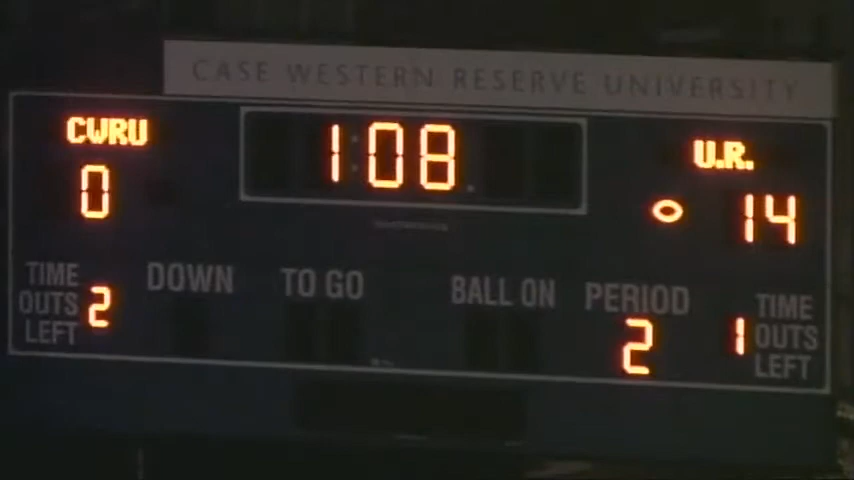 CASE WESTERN RESERVE UNIVERSITY
CWRU
1:08
U.R.
0
14
TIME OUTS LEFT 2
DOWN
TO GO
BALL ON
PERIOD 2
1 TIME OUTS LEFT